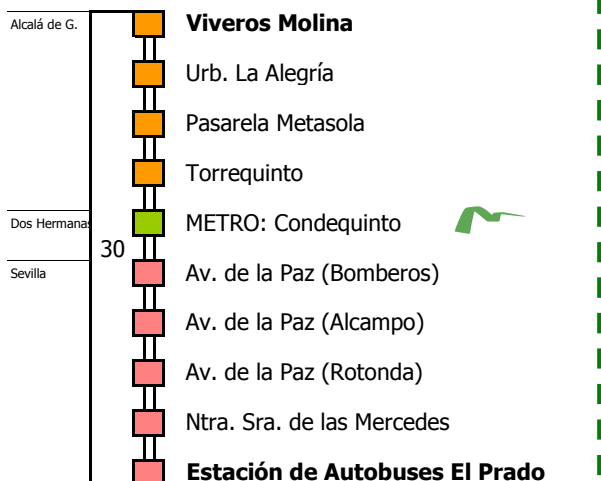 Alcalá de G.
Viveros Molina
Urb. La Alegría
Pasarela Metasola
Torrequinto
Dos Hermanas
METRO: Condequinto
30
Sevilla
Av. de la Paz (Bomberos)
Av. de la Paz (Alcampo)
Av. de la Paz (Rotonda)
Ntra. Sra. de las Mercedes
Estación de Autobuses El Prado